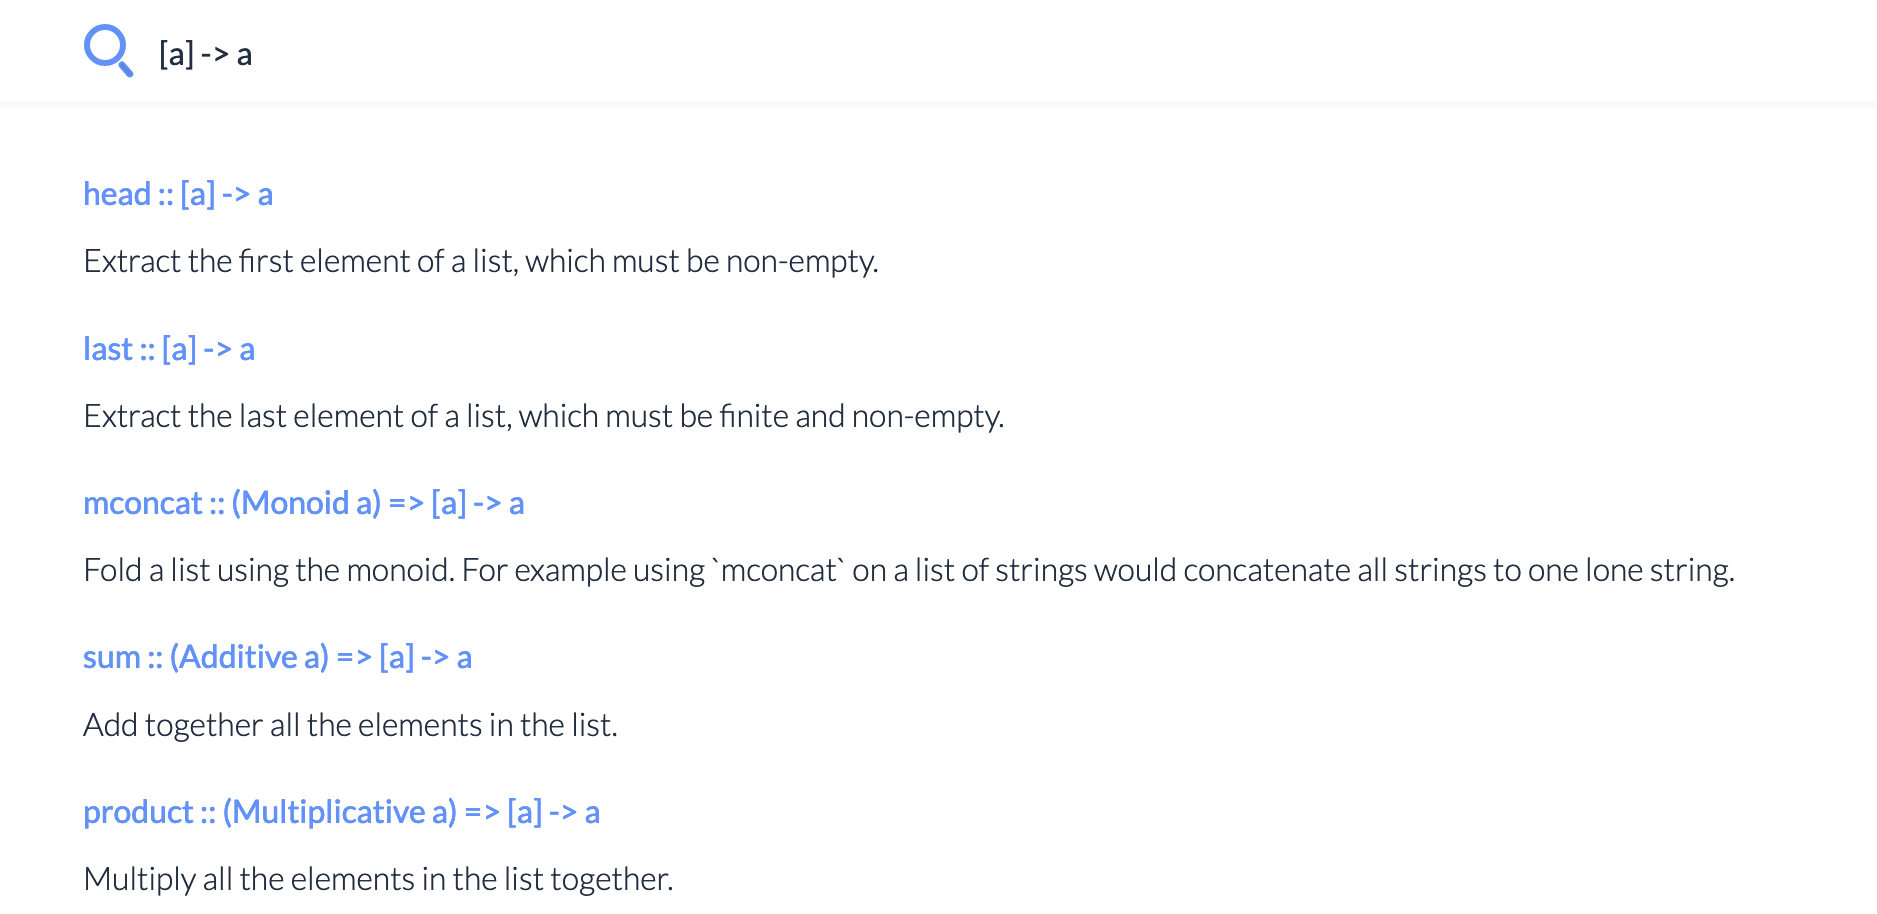 [a] -> a
head :: [a] -> a
Extract the first element of a list, which must be non-empty.
last :: [a] -> a
Extract the last element of a list, which must be finite and non-empty.
mconcat :: (Monoid a) => [a] -> a
Fold a list using the monoid. For example using `mconcat` on a list of strings would concatenate all strings to one lone string.
sum :: (Additive a) => [a] -> a
Add together all the elements in the list.
product :: (Multiplicative a) => [a] -> a
Multiply all the elements in the list together.